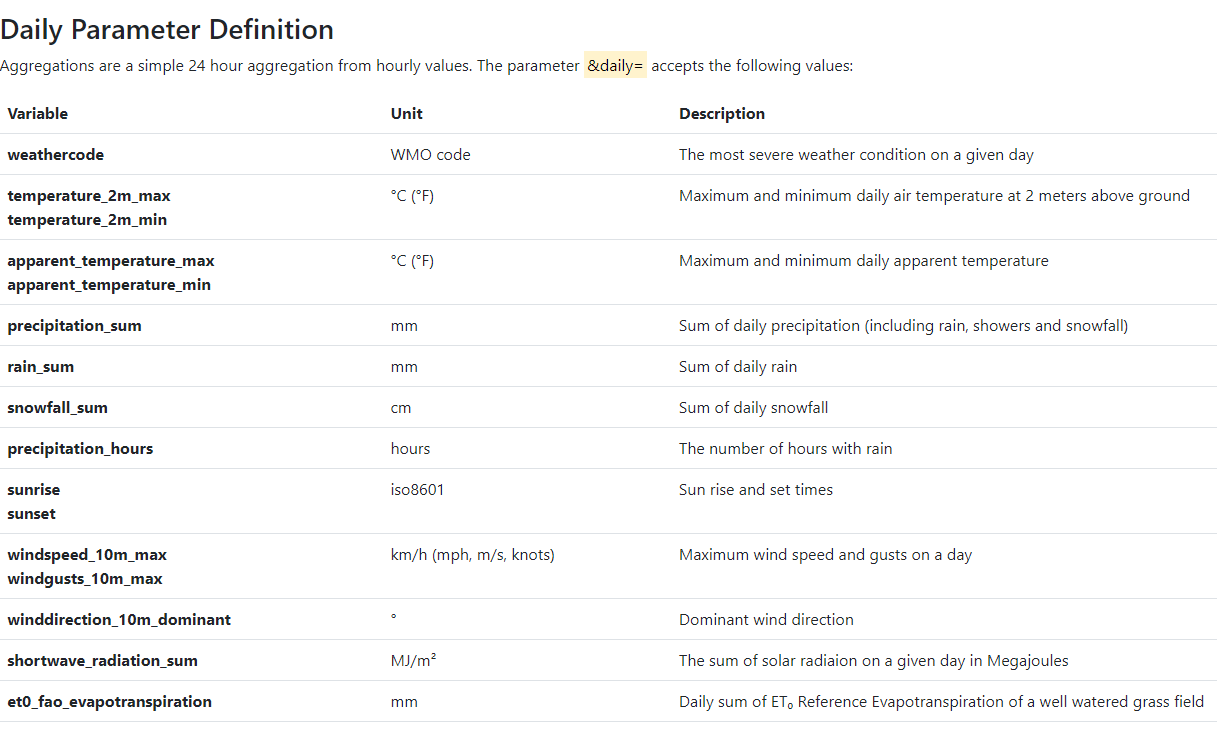 Daily Parameter Definition
Aggregations are a simple 24 hour aggregation from hourly values. The parameter &daily= accepts the following values:
Variable Unit Description
weathercode WMO code The most severe weather condition on a given day
temperature_2m_max °C (°F) Maximum and minimum daily air temperature at 2 meters above ground
temperature_2m_min
apparent_temperature_max °C (°F) Maximum and minimum daily apparent temperature
apparent_temperature_min
precipitation_sum mm Sum of daily precipitation (including rain, showers and snowfall)
rain_sum mm Sum of daily rain
snowfall_sum cm Sum of daily snowfall
precipitation_hours hours The number of hours with rain
sunrise iso8601 Sun rise and set times
sunset
windspeed_10m_max km/h (mph, m/s, knots) Maximum wind speed and gusts on a day
windgusts_10m_max
winddirection_10m_dominant ° Dominant wind direction
shortwave_radiation_sum MJ/m² The sum of solar radiaion on a given day in Megajoules
et0_fao_evapotranspiration mm Daily sum of ET₀ Reference Evapotranspiration of a well watered grass field